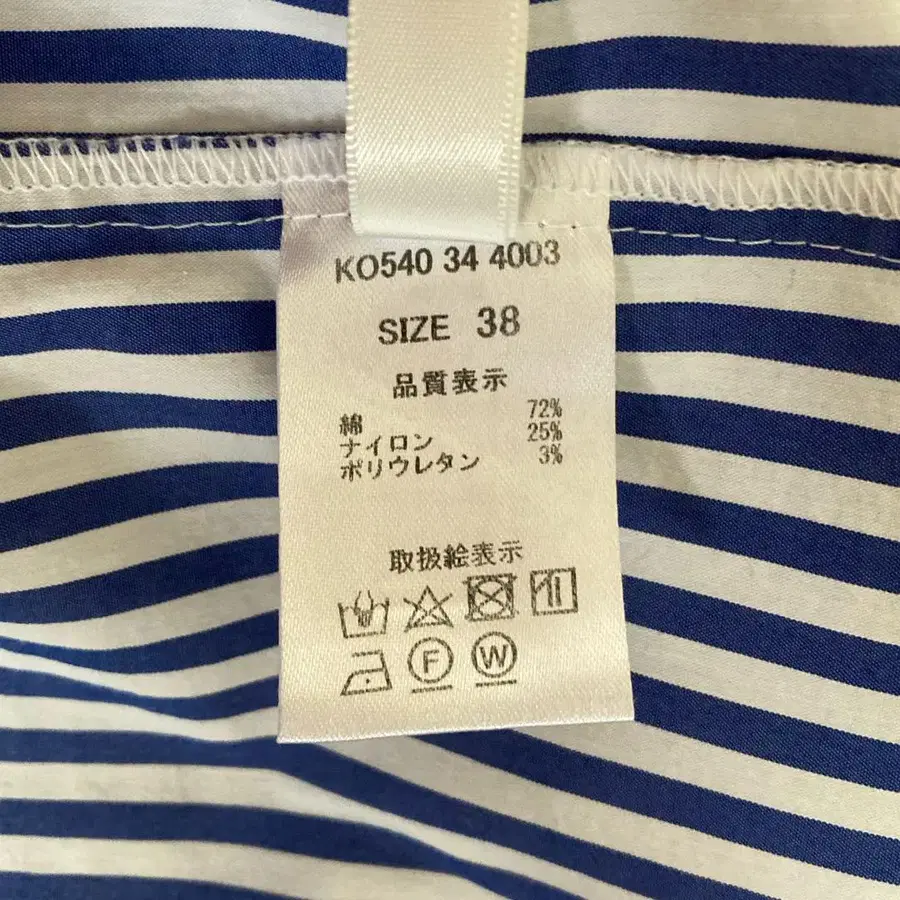 KO540 34 4003
SIZE 38
品質表示
綿 72%
ナイロン 25%
ポリウレタン 3%
取扱絵表示
F W